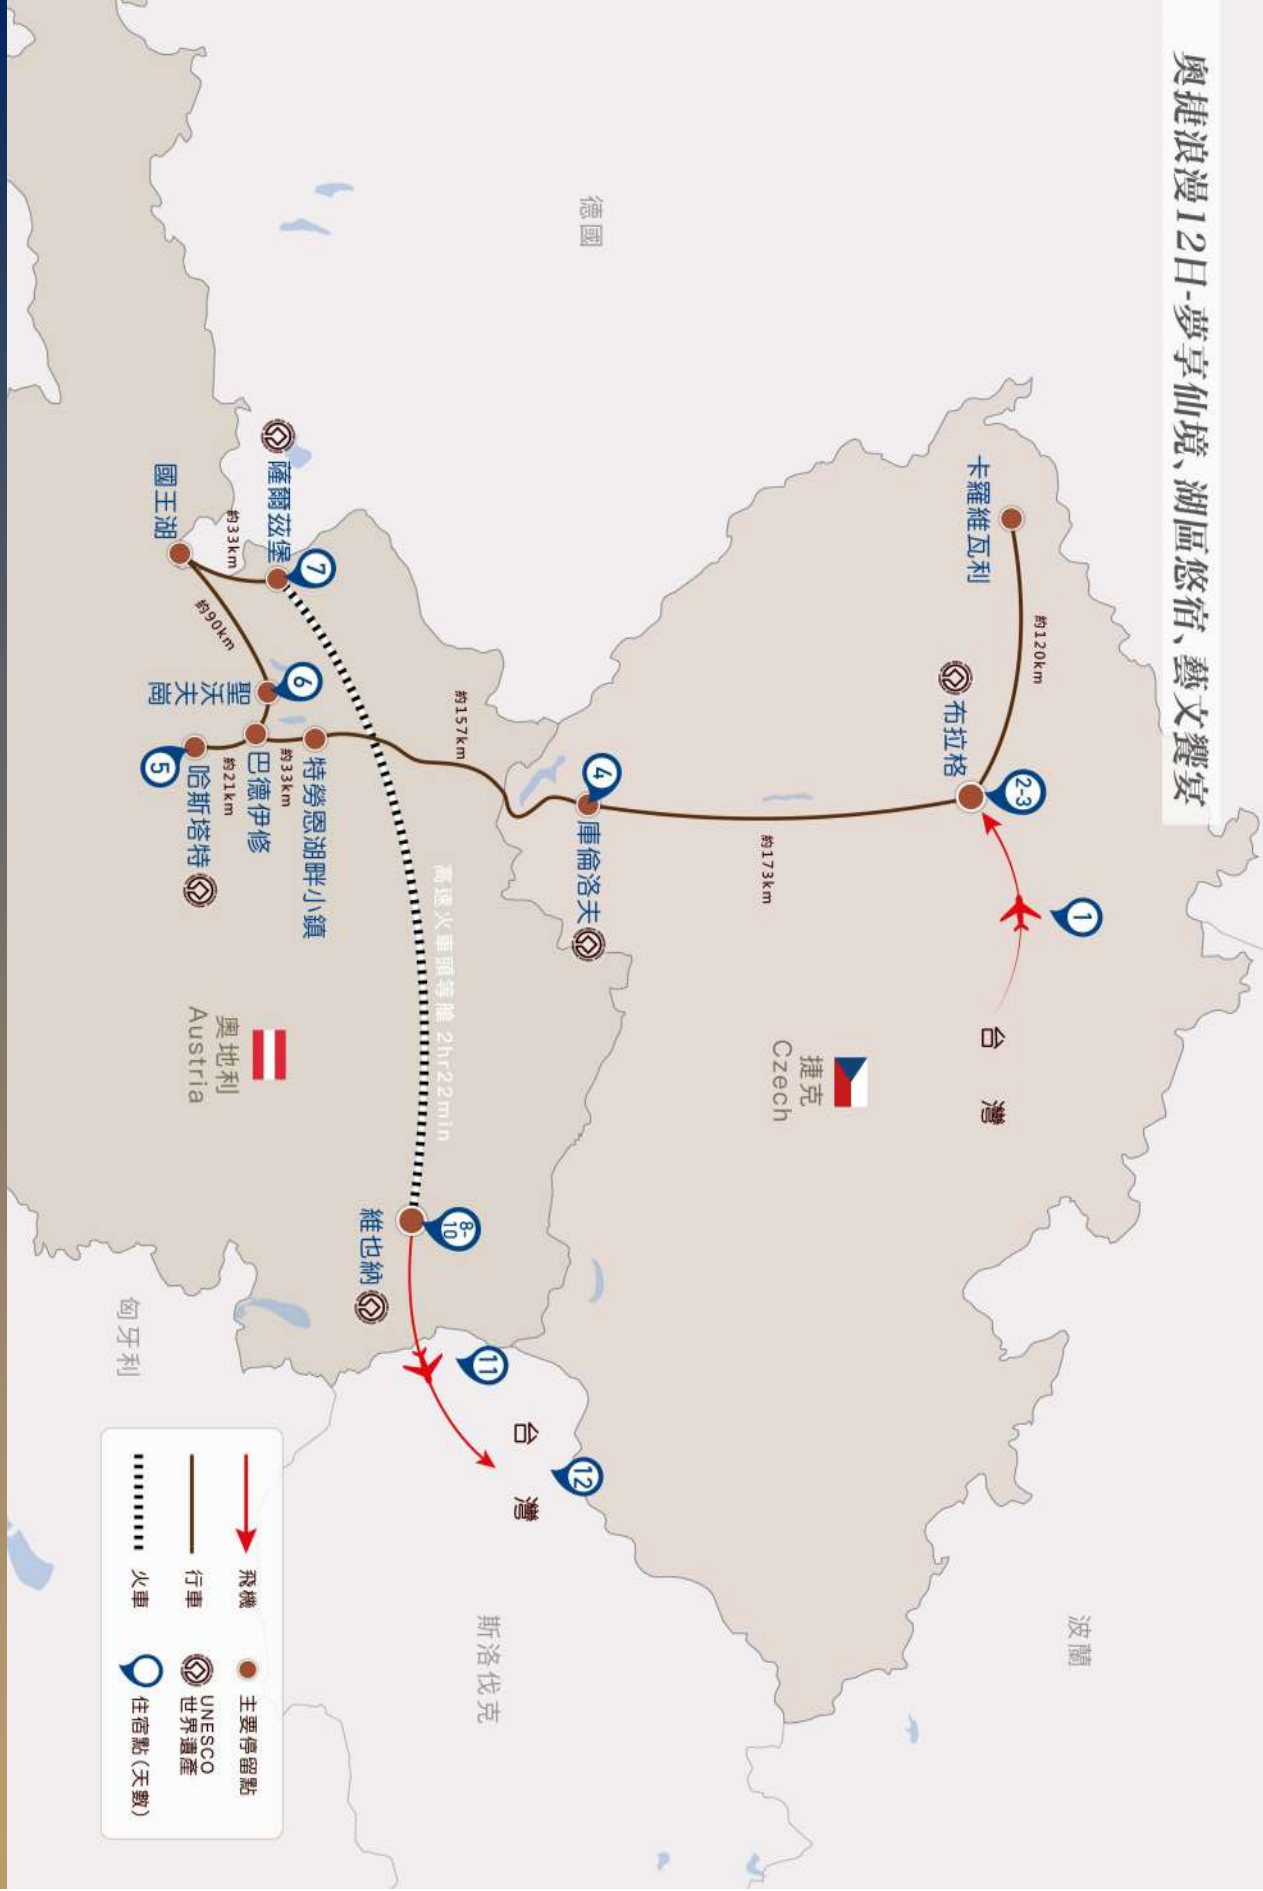 奧捷浪漫12日-夢享仙境、湖區悠宿、藝文饗宴
德國
波蘭
卡羅維瓦利
約120km
2-3
布拉格
1
台灣
捷克
Czech
約173km
4
庫倫洛夫
約157km
薩爾茲堡
7
國王湖
約33km
約90km
6
聖沃夫岡
特勞恩湖畔小鎮
約33km
巴德伊修
約21km
5
哈斯塔特
高速火車頭等艙 2hr22min
奧地利
Austria
8-10
維也納
11
台灣
12
斯洛伐克
匈牙利
飛機
行車
火車
主要停留點
UNESCO
世界遺產
住宿點(天數)